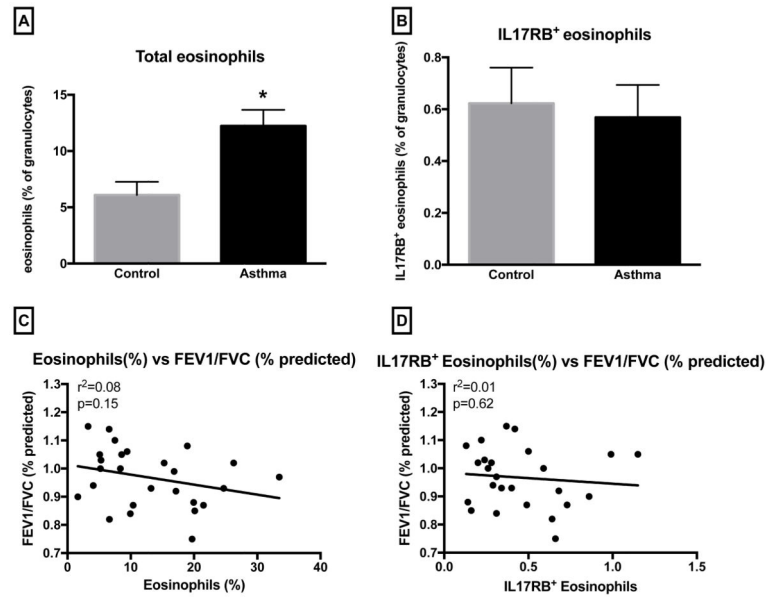 A
Total eosinophils
eosinophils (% of granulocytes)
15
10
5
0
*
Control
Asthma
B
IL17RB⁺ eosinophils
IL17RB⁺ eosinophils (% of granulocytes)
0.8
0.6
0.4
0.2
0.0
Control
Asthma
C
Eosinophils(%) vs FEV1/FVC (% predicted)
r²=0.08
p=0.15
FEV1/FVC (% predicted)
1.3
1.2
1.1
1.0
0.9
0.8
0.7
0
10
20
30
40
Eosinophils (%)
D
IL17RB⁺ Eosinophils(%) vs FEV1/FVC (% predicted)
r²=0.01
p=0.62
FEV1/FVC (% predicted)
1.3
1.2
1.1
1.0
0.9
0.8
0.7
0.0
0.5
1.0
1.5
IL17RB⁺ Eosinophils